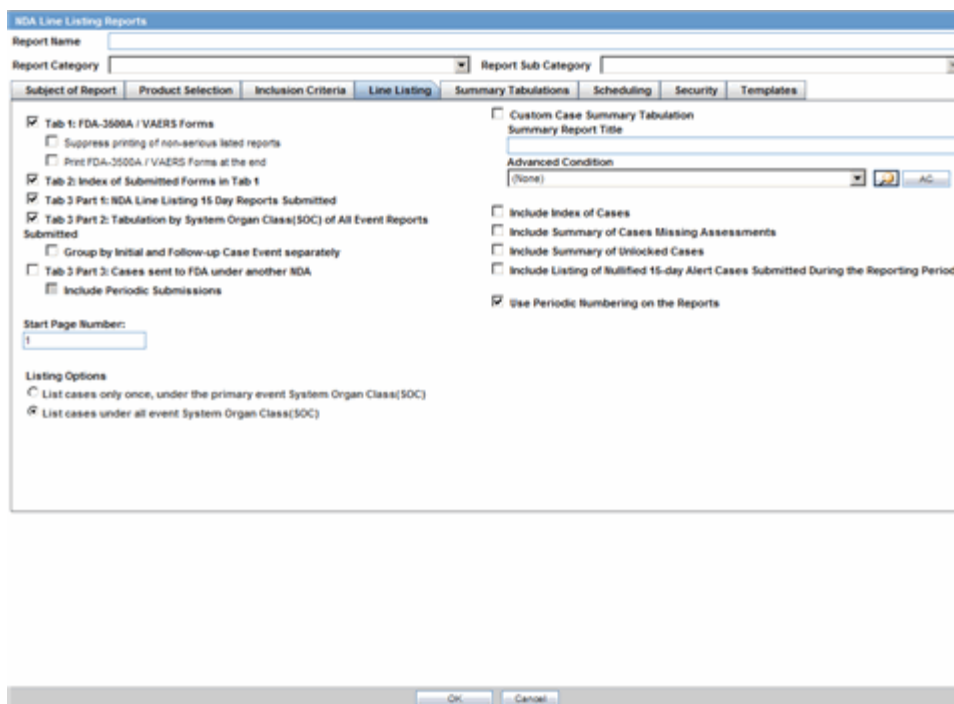 NDA Line Listing Reports
Report Name
Report Category
Report Sub Category
Subject of Report
Product Selection
Inclusion Criteria
Line Listing
Summary Tabulations
Scheduling
Security
Templates
Tab 1: FDA-3500A / VAERS Forms
Suppress printing of non-serious listed reports
Print FDA-3500A / VAERS Forms at the end
Tab 2: Index of Submitted Forms in Tab 1
Tab 3 Part 1: NDA Line Listing 15 Day Reports Submitted
Tab 3 Part 2: Tabulation by System Organ Class(SOC) of All Event Reports
Submitted
Group by Initial and Follow-up Case Event separately
Tab 3 Part 3: Cases sent to FDA under another NDA
Include Periodic Submissions
Start Page Number:
1
Listing Options
List cases only once, under the primary event System Organ Class(SOC)
List cases under all event System Organ Class(SOC)
Custom Case Summary Tabulation
Summary Report Title
Advanced Condition
(None)
AC
Include Index of Cases
Include Summary of Cases Missing Assessments
Include Summary of Unlocked Cases
Include Listing of Nullified 15-day Alert Cases Submitted During the Reporting Period
Use Periodic Numbering on the Reports
OK
Cancel